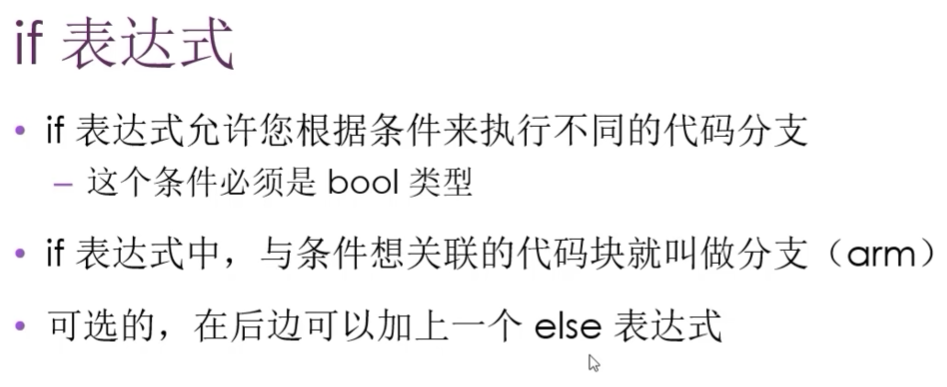 if 表达式
• if 表达式允许您根据条件来执行不同的代码分支
– 这个条件必须是 bool 类型
• if 表达式中，与条件想关联的代码块就叫做分支（arm）
• 可选的，在后边可以加上一个 else 表达式